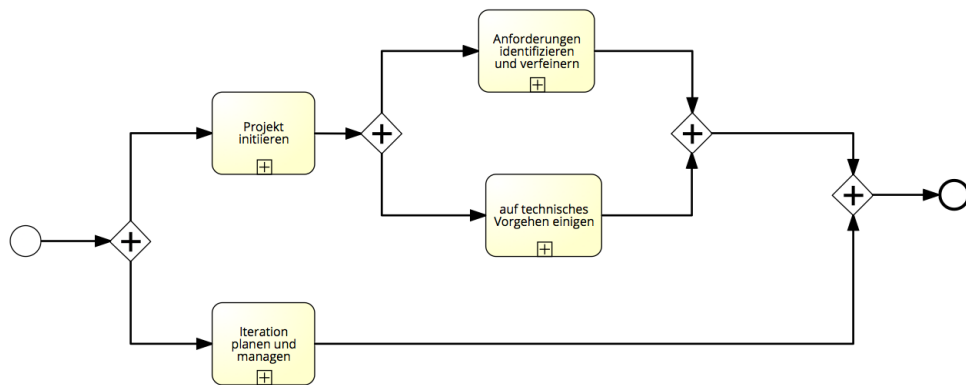 Anforderungen
identifizieren
und verfeinern
Projekt
initiieren
auf technisches
Vorgehen einigen
Iteration
planen und
managen